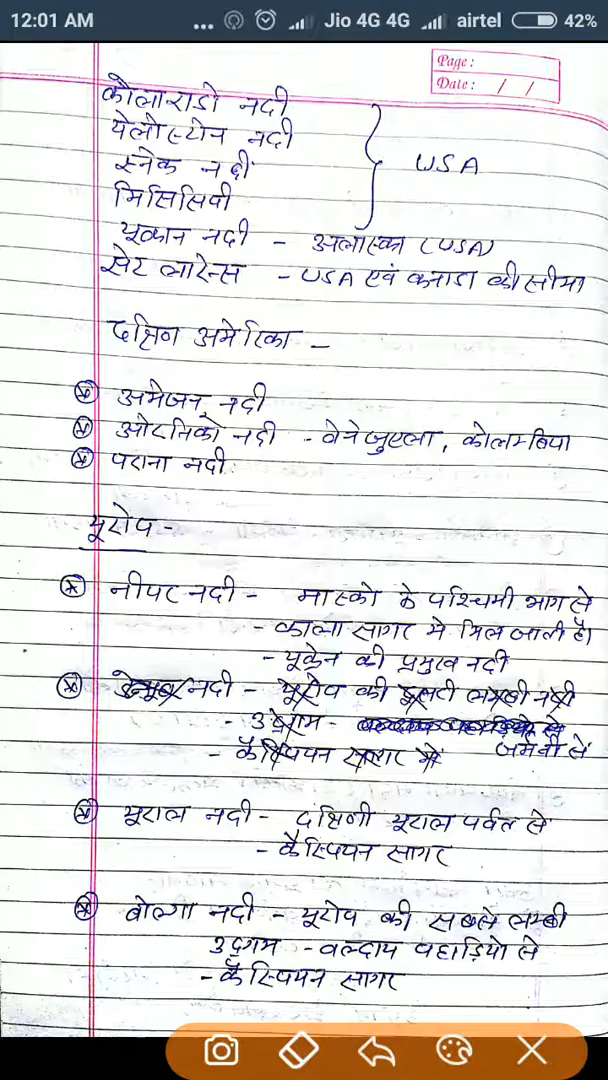 12:01 AM ... Jio 4G 4G airtel 42%
Page:
Date: / /
कोलाराडो नदी
येलोस्टोन नदी
स्नेक नदी
मिसिसिपी
USA
यूकान नदी - अलास्का (USA)
सेट लारेन्स - USA एवं कनाडा की सीमा
दक्षिण अमेरिका -
अमेजन नदी
ओरनिको नदी - वेनेजुएला, कोलम्बिया
पराना नदी
यूरोप -
नीपर नदी - मास्को के पश्चिमी भाग से
- काला सागर मे मिल जाती है।
- यूक्रेन की प्रमुख नदी
डेन्यूब नदी - यूरोप की दूसरी लम्बी नदी
- उद्गम - जर्मनी से
- कैस्पियन सागर मे
यूराल नदी - दक्षिणी यूराल पर्वत से
- कैस्पियन सागर
वोल्गा नदी - यूरोप की सबसे लम्बी
उद्गम - वल्दाय पहाड़ियो से
- कैस्पियन सागर